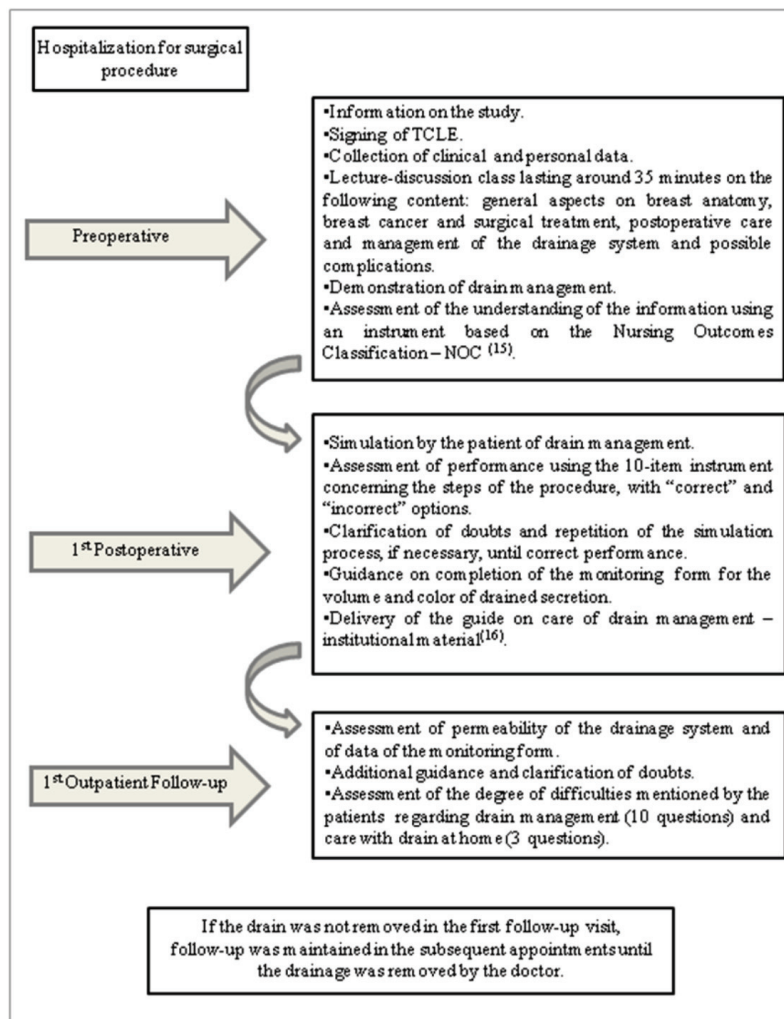 Hospitalization for surgical
procedure
▪Information on the study.
▪Signing of TCLE.
▪Collection of clinical and personal data.
▪Lecture-discussion class lasting around 35 minutes on the
following content: general aspects on breast anatomy,
breast cancer and surgical treatment, postoperative care
and management of the drainage system and possible
complications.
▪Demonstration of drain management.
▪Assessment of the understanding of the information using
an instrument based on the Nursing Outcomes
Classification – NOC (15).
Preoperative
▪Simulation by the patient of drain management.
▪Assessment of performance using the 10-item instrument
concerning the steps of the procedure, with “correct” and
“incorrect” options.
▪Clarification of doubts and repetition of the simulation
process, if necessary, until correct performance.
▪Guidance on completion of the monitoring form for the
volume and color of drained secretion.
▪Delivery of the guide on care of drain management –
institutional material(16).
1st Postoperative
▪Assessment of permeability of the drainage system and
of data of the monitoring form.
▪Additional guidance and clarification of doubts.
▪Assessment of the degree of difficulties mentioned by the
patients regarding drain management (10 questions) and
care with drain at home (3 questions).
1st Outpatient Follow-up
If the drain was not removed in the first follow-up visit,
follow-up was maintained in the subsequent appointments until
the drainage was removed by the doctor.